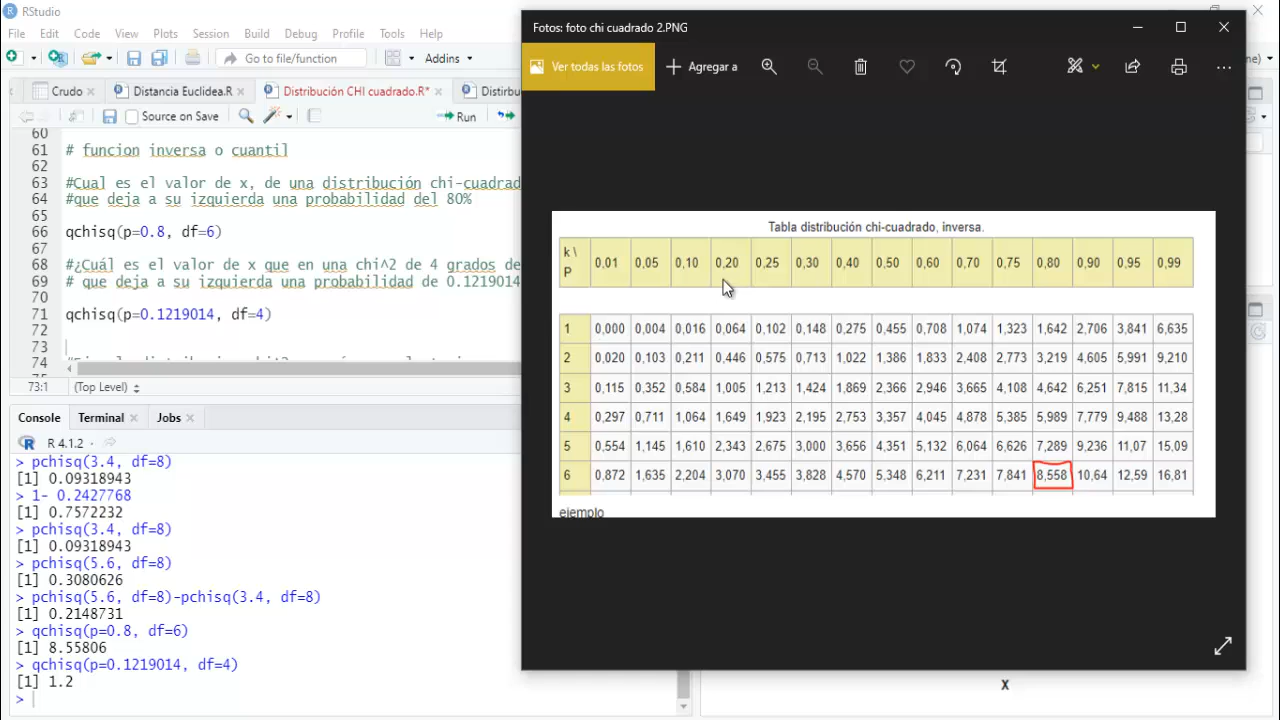 RStudio
File Edit Code View Plots Session Build Debug Profile Tools Help
Go to file/function Addins
Crudo Distancia Euclidea.R Distribución CHI cuadrado.R*
Source on Save Run
60
61 # funcion inversa o cuantil
62
63 #Cual es el valor de x, de una distribución chi-cuadrad
64 #que deja a su izquierda una probabilidad del 80%
65
66 qchisq(p=0.8, df=6)
67
68 #¿Cuál es el valor de x que en una chi^2 de 4 grados de
69 # que deja a su izquierda una probabilidad de 0.1219014
70
71 qchisq(p=0.1219014, df=4)
72
73
74
73:1 (Top Level)
Console Terminal Jobs
R 4.1.2 ·
> pchisq(3.4, df=8)
[1] 0.09318943
> 1- 0.2427768
[1] 0.7572232
> pchisq(3.4, df=8)
[1] 0.09318943
> pchisq(5.6, df=8)
[1] 0.3080626
> pchisq(5.6, df=8)-pchisq(3.4, df=8)
[1] 0.2148731
> qchisq(p=0.8, df=6)
[1] 8.55806
> qchisq(p=0.1219014, df=4)
[1] 1.2
>
Fotos: foto chi cuadrado 2.PNG
Ver todas las fotos Agregar a
Tabla distribución chi-cuadrado, inversa.
k \ P 0,01 0,05 0,10 0,20 0,25 0,30 0,40 0,50 0,60 0,70 0,75 0,80 0,90 0,95 0,99
1 0,000 0,004 0,016 0,064 0,102 0,148 0,275 0,455 0,708 1,074 1,323 1,642 2,706 3,841 6,635
2 0,020 0,103 0,211 0,446 0,575 0,713 1,022 1,386 1,833 2,408 2,773 3,219 4,605 5,991 9,210
3 0,115 0,352 0,584 1,005 1,213 1,424 1,869 2,366 2,946 3,665 4,108 4,642 6,251 7,815 11,34
4 0,297 0,711 1,064 1,649 1,923 2,195 2,753 3,357 4,045 4,878 5,385 5,989 7,779 9,488 13,28
5 0,554 1,145 1,610 2,343 2,675 3,000 3,656 4,351 5,132 6,064 6,626 7,289 9,236 11,07 15,09
6 0,872 1,635 2,204 3,070 3,455 3,828 4,570 5,348 6,211 7,231 7,841 8,558 10,64 12,59 16,81
ejemplo
x